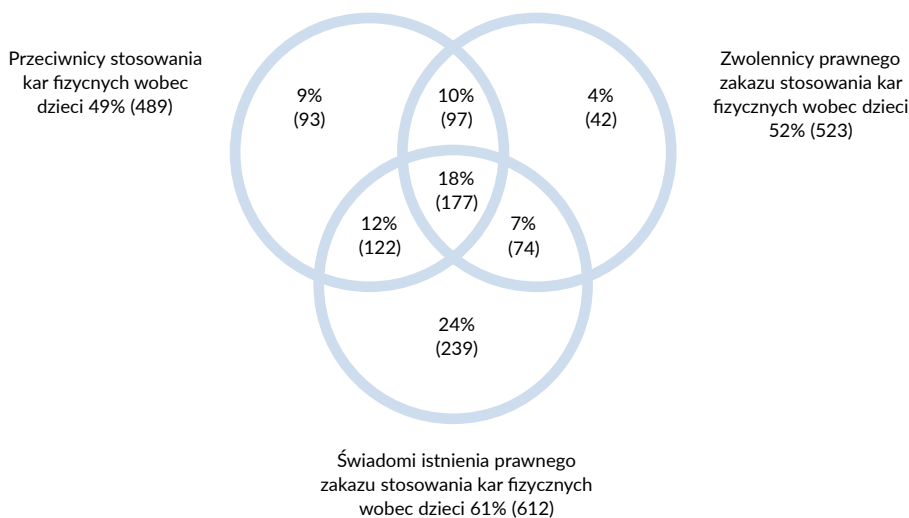 Przeciwnicy stosowania
kar fizycnych wobec
dzieci 49% (489)
Zwolennicy prawnego
zakazu stosowania kar
fizycznych wobec dzieci
52% (523)
9%
(93)
10%
(97)
4%
(42)
18%
(177)
12%
(122)
7%
(74)
24%
(239)
Świadomi istnienia prawnego
zakazu stosowania kar fizycznych
wobec dzieci 61% (612)